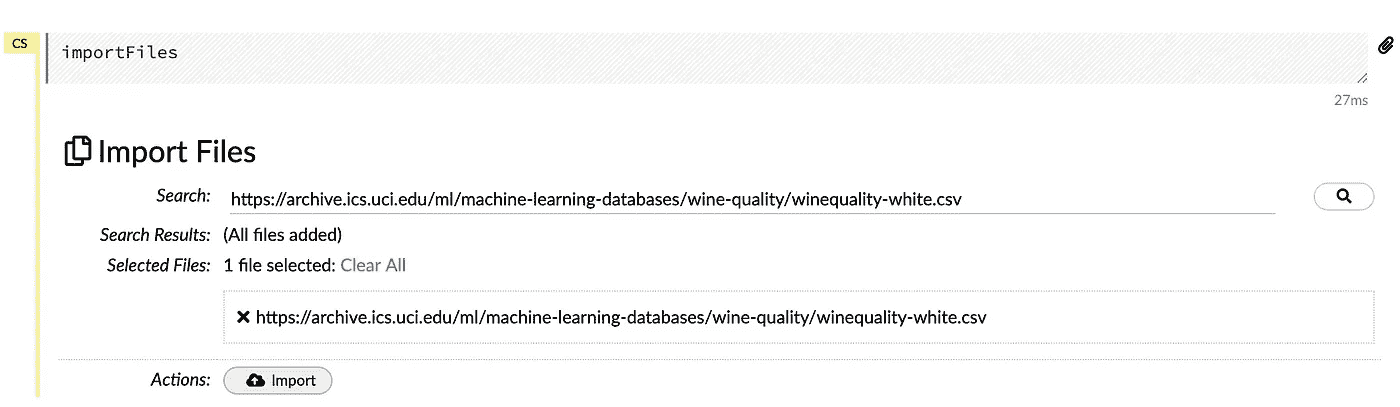 CS
importFiles
27ms
Import Files
Search: https://archive.ics.uci.edu/ml/machine-learning-databases/wine-quality/winequality-white.csv
Search Results: (All files added)
Selected Files: 1 file selected: Clear All
https://archive.ics.uci.edu/ml/machine-learning-databases/wine-quality/winequality-white.csv
Actions: Import